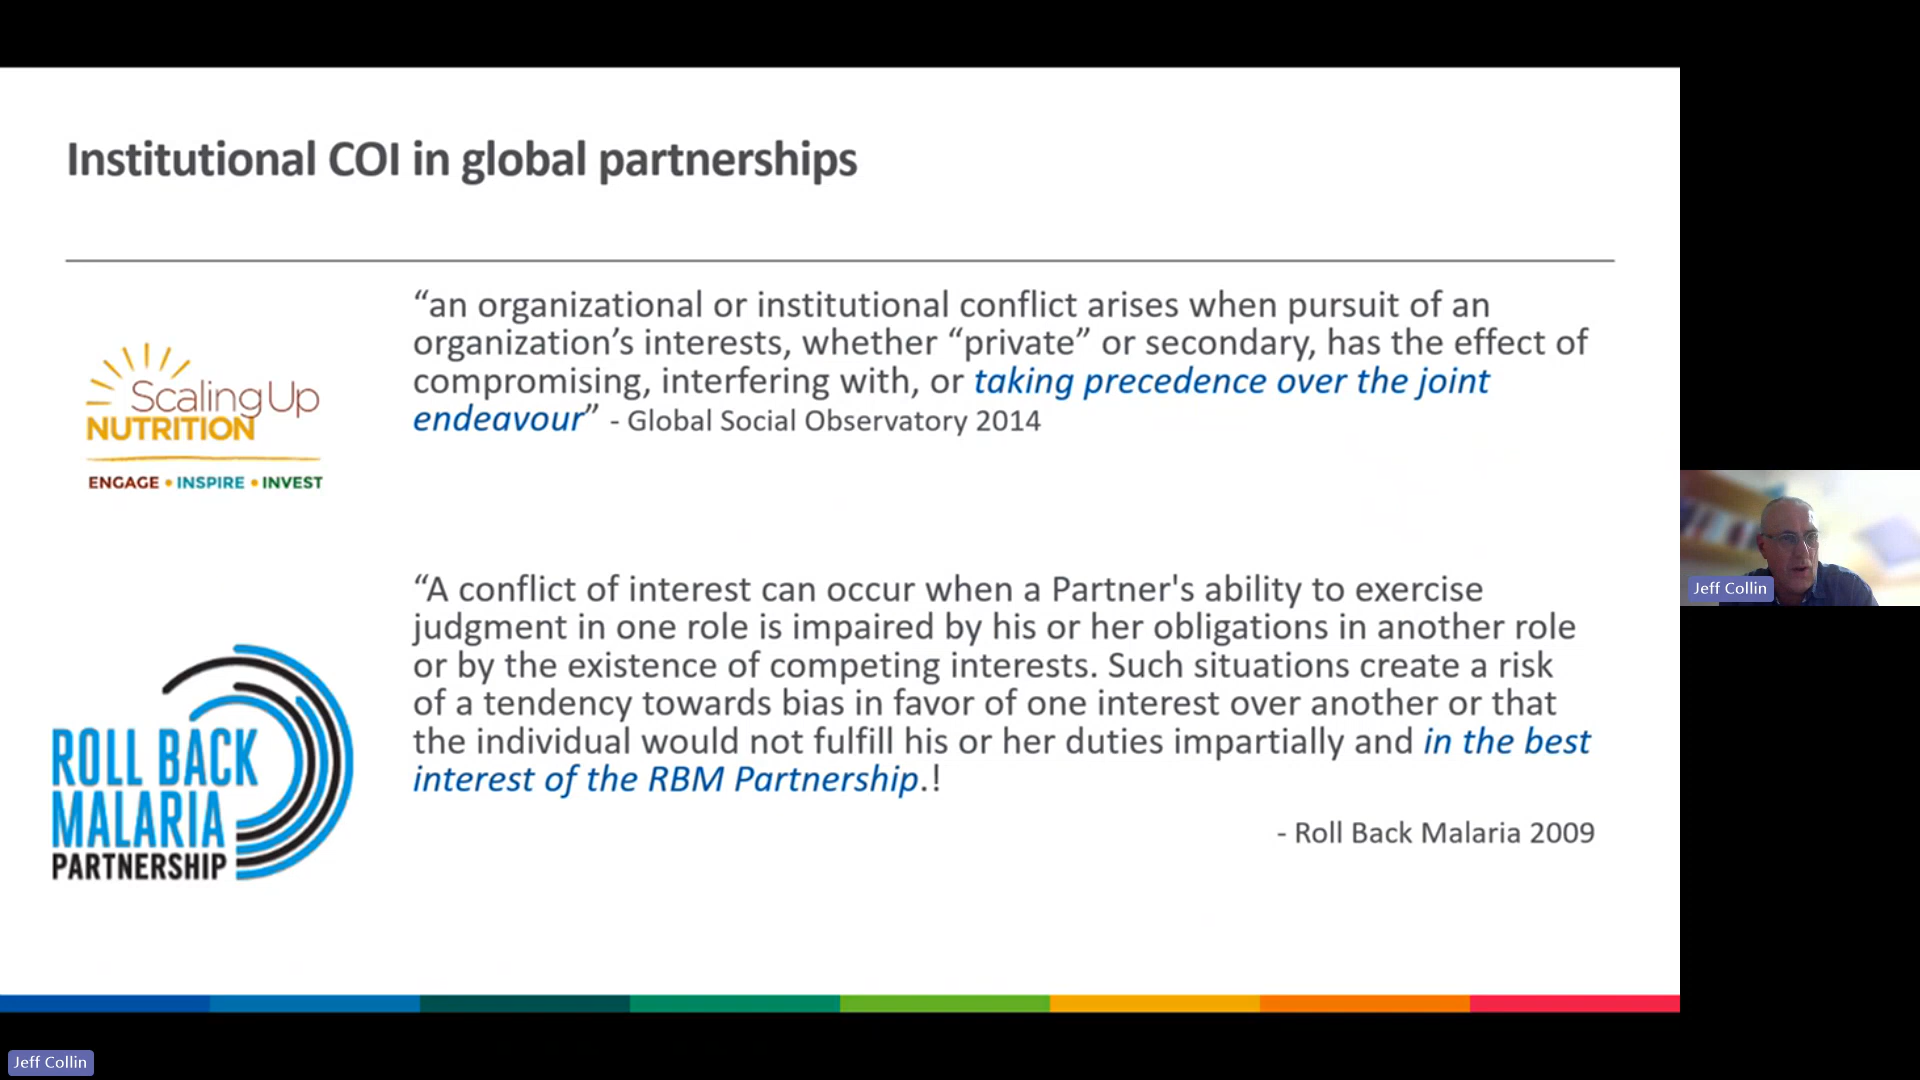 Institutional COI in global partnerships
“an organizational or institutional conflict arises when pursuit of an
organization’s interests, whether “private” or secondary, has the effect of
compromising, interfering with, or taking precedence over the joint
endeavour” - Global Social Observatory 2014
Scaling Up
NUTRITION
ENGAGE • INSPIRE • INVEST
“A conflict of interest can occur when a Partner's ability to exercise
judgment in one role is impaired by his or her obligations in another role
or by the existence of competing interests. Such situations create a risk
of a tendency towards bias in favor of one interest over another or that
the individual would not fulfill his or her duties impartially and in the best
interest of the RBM Partnership.!
- Roll Back Malaria 2009
ROLL BACK
MALARIA
PARTNERSHIP
Jeff Collin
Jeff Collin